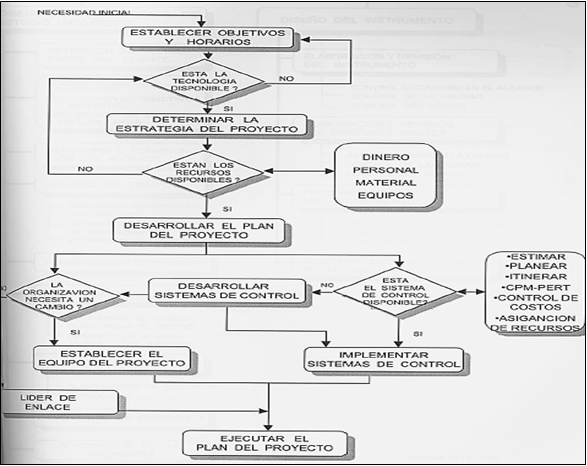 NECESIDAD INICIAL
ESTABLECER OBJETIVOS
Y HORARIOS
ESTA LA
TECNOLOGIA
DISPONIBLE ?
NO
SI
DETERMINAR LA
ESTRATEGIA DEL PROYECTO
ESTAN LOS
RECURSOS
DISPONIBLES ?
NO
DINERO
PERSONAL
MATERIAL
EQUIPOS
SI
DESARROLLAR EL PLAN
DEL PROYECTO
LA
ORGANIZAVION
NECESITA UN
CAMBIO ?
DESARROLLAR
SISTEMAS DE CONTROL
NO
ESTA
EL SISTEMA
DE CONTROL
DISPONIBLE?
•ESTIMAR
•PLANEAR
•ITINERAR
•CPM-PERT
•CONTROL DE
COSTOS
•ASIGANCION
DE RECURSOS
SI
SI
ESTABLECER EL
EQUIPO DEL PROYECTO
IMPLEMENTAR
SISTEMAS DE CONTROL
LIDER DE
ENLACE
EJECUTAR EL
PLAN DEL PROYECTO
DISEÑO DEL INSTRUMENTO